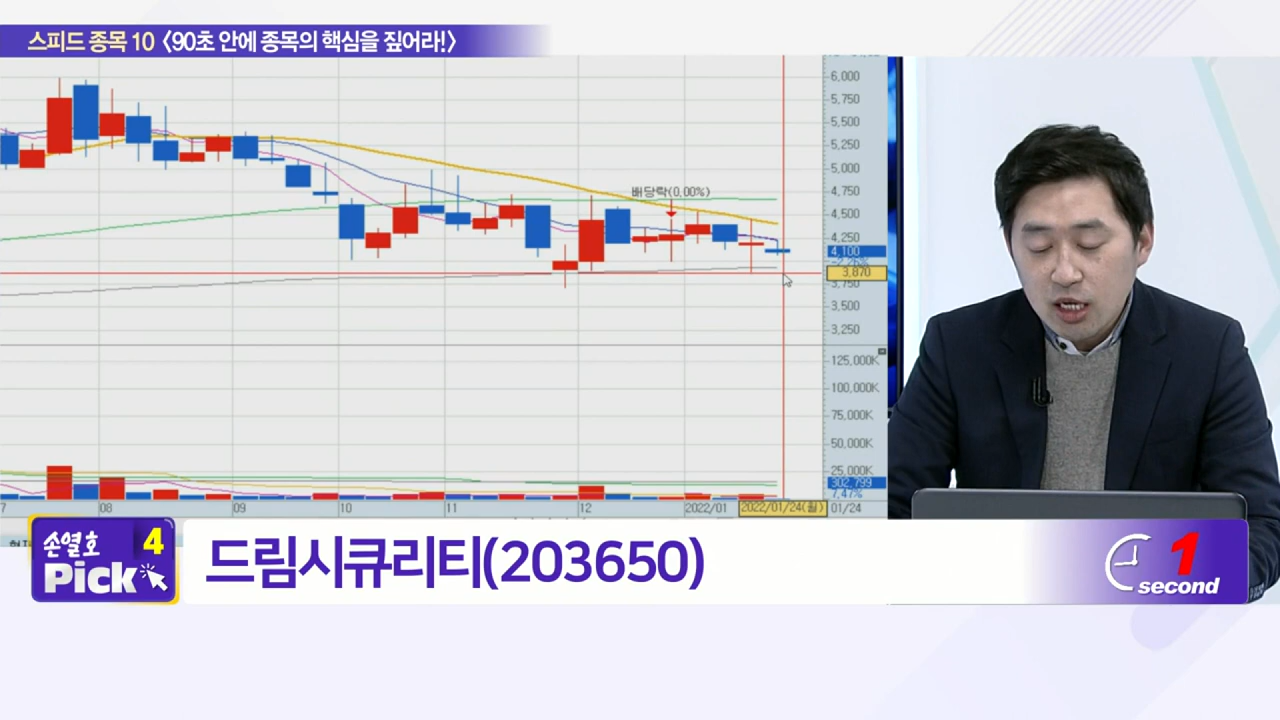 스피드 종목 10 〈90초 안에 종목의 핵심을 짚어라!〉
6,000
5,750
5,500
5,250
5,000
4,750
4,500
4,250
4,100
-2.26%
3,870
3,750
3,500
3,250
배당락(0,00%)
125,000K
100,000K
75,000K
50,000K
25,000K
302,799
7.47%
7
08
09
10
11
12
2022/01
2022/01/24(월)
01/24
손열호
Pick
4
드림시큐리티(203650)
1
second